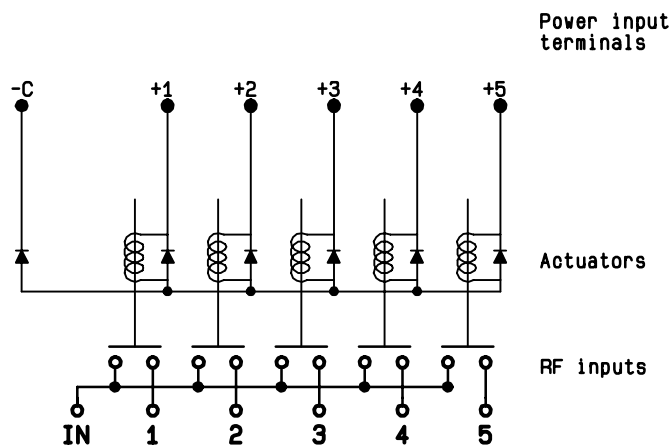 Power input
terminals
-C +1 +2 +3 +4 +5
Actuators
RF inputs
IN 1 2 3 4 5